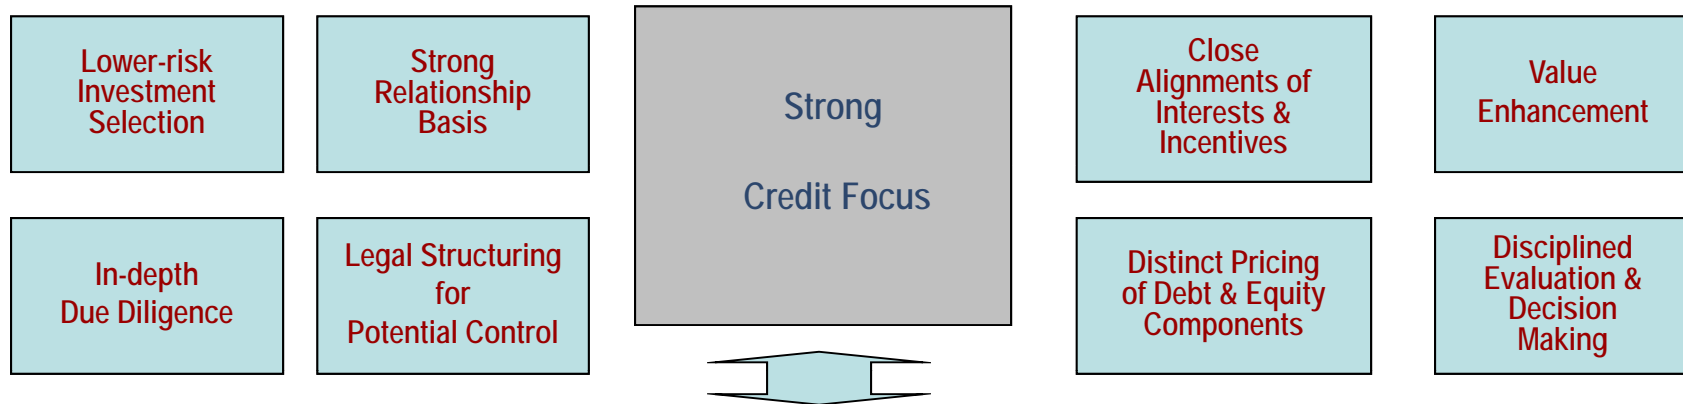 Lower-risk
Investment
Selection
Strong
Relationship
Basis
Strong
Credit Focus
Close
Alignments of
Interests &
Incentives
Value
Enhancement
In-depth
Due Diligence
Legal Structuring
for
Potential Control
Distinct Pricing
of Debt & Equity
Components
Disciplined
Evaluation &
Decision
Making